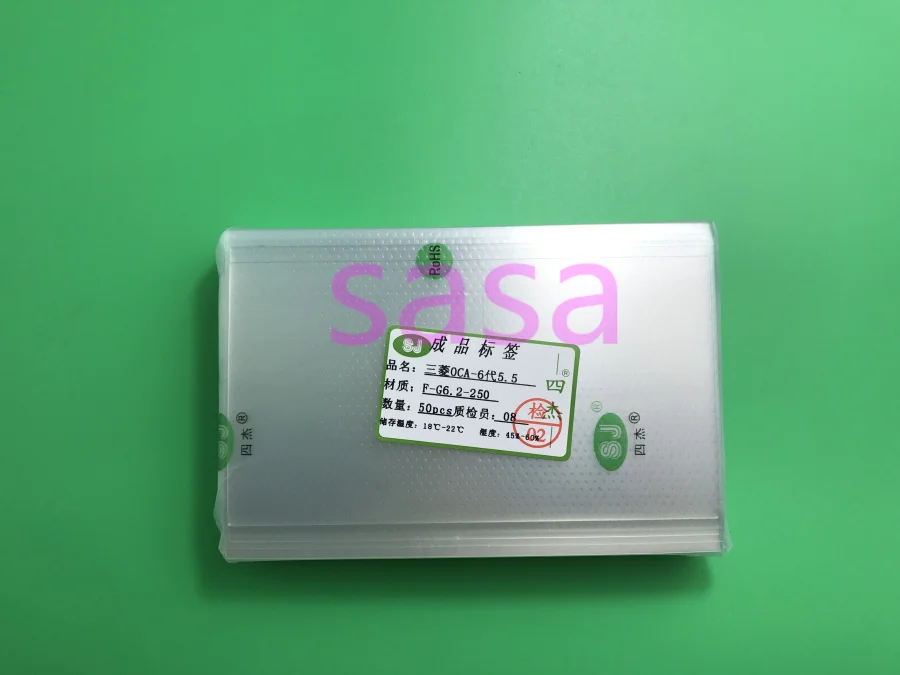 RoHS
sasa
SJ 成品标签
品名：三菱OCA-6代5.5
材质：F-G6.2-250
数量：50pcs质检员：08
储存温度：18℃-22℃ 湿度：45%-60%
四杰®
检
02
SJ
四杰®
SJ®
四杰®